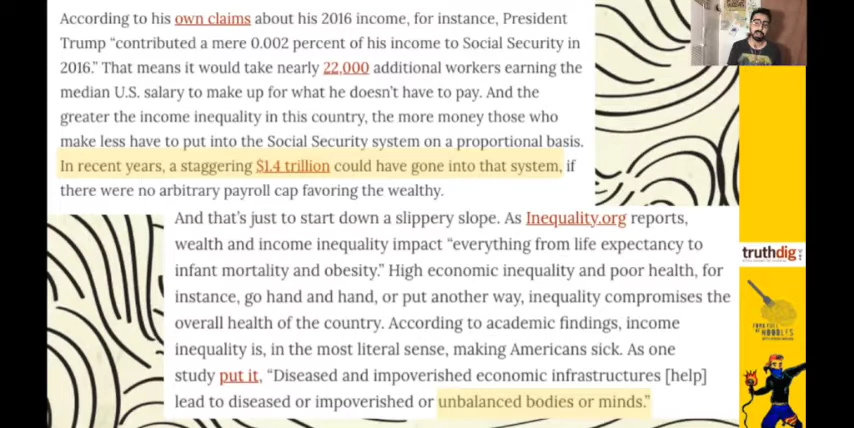 According to his own claims about his 2016 income, for instance, President
Trump “contributed a mere 0.002 percent of his income to Social Security in
2016.” That means it would take nearly 22,000 additional workers earning the
median U.S. salary to make up for what he doesn’t have to pay. And the
greater the income inequality in this country, the more money those who
make less have to put into the Social Security system on a proportional basis.
In recent years, a staggering $1.4 trillion could have gone into that system, if
there were no arbitrary payroll cap favoring the wealthy.
And that’s just to start down a slippery slope. As Inequality.org reports,
wealth and income inequality impact “everything from life expectancy to
infant mortality and obesity.” High economic inequality and poor health, for
instance, go hand and hand, or put another way, inequality compromises the
overall health of the country. According to academic findings, income
inequality is, in the most literal sense, making Americans sick. As one
study put it, “Diseased and impoverished economic infrastructures [help]
lead to diseased or impoverished or unbalanced bodies or minds.”
truthdig
FORK FULL
OF NOODLES